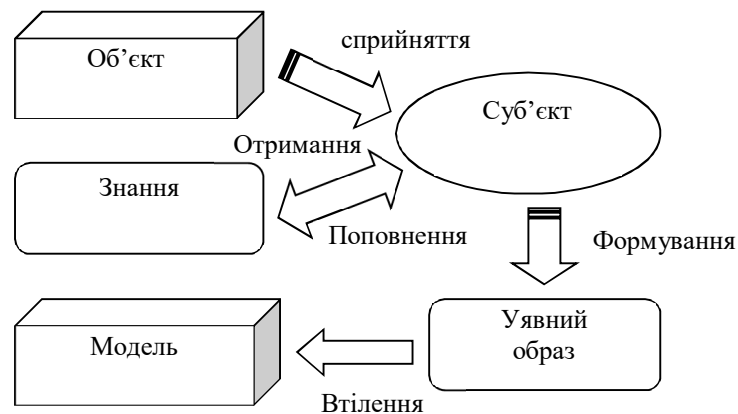 Об’єкт
сприйняття
Суб’єкт
Отримання
Знання
Поповнення
Формування
Уявний
образ
Модель
Втілення